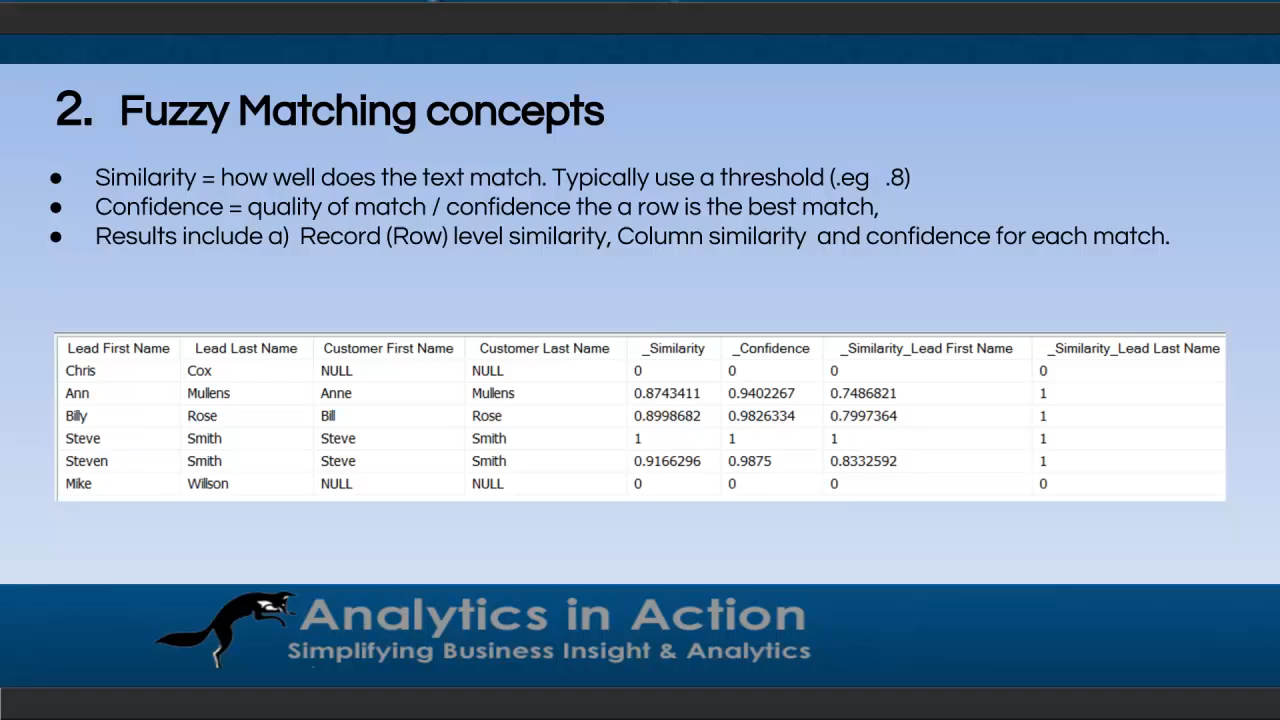 2. Fuzzy Matching concepts
● Similarity = how well does the text match. Typically use a threshold (.eg .8)
● Confidence = quality of match / confidence the a row is the best match,
● Results include a) Record (Row) level similarity, Column similarity and confidence for each match.
Lead First Name Lead Last Name Customer First Name Customer Last Name _Similarity _Confidence _Similarity_Lead First Name _Similarity_Lead Last Name
Chris Cox NULL NULL 0 0 0 0
Ann Mullens Anne Mullens 0.8743411 0.9402267 0.7486821 1
Billy Rose Bill Rose 0.8998682 0.9826334 0.7997364 1
Steve Smith Steve Smith 1 1 1 1
Steven Smith Steve Smith 0.9166296 0.9875 0.8332592 1
Mike Willson NULL NULL 0 0 0 0
Analytics in Action
Simplifying Business Insight & Analytics